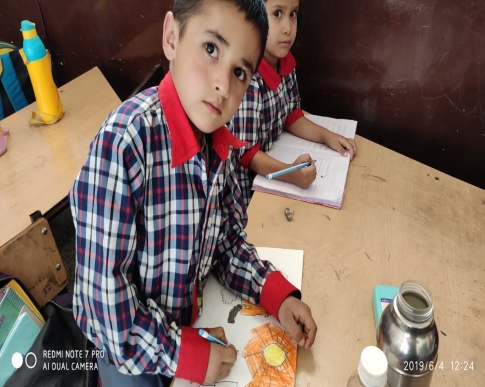 REDMI NOTE 7 PRO
AI DUAL CAMERA
2019/6/4 12:24